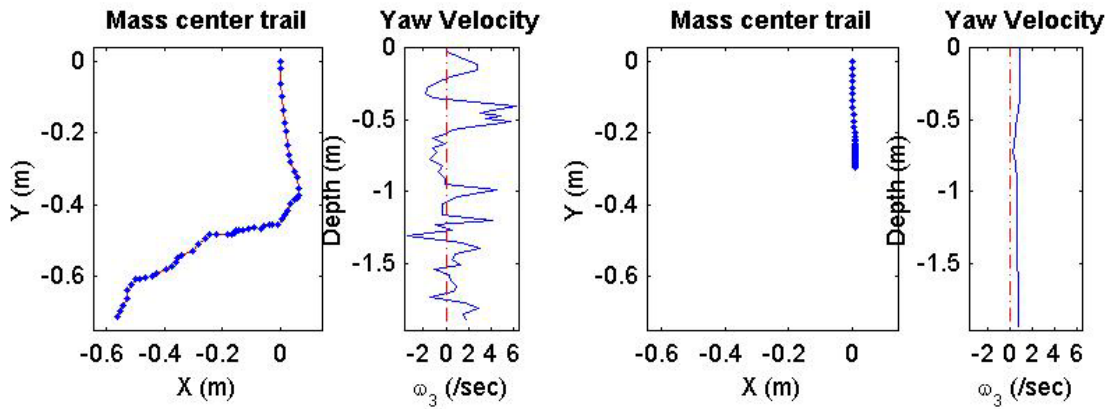 Mass center trail
Yaw Velocity
Mass center trail
Yaw Velocity
0
-0.2
-0.4
-0.6
Y (m)
-0.6 -0.4 -0.2 0
X (m)
0
-0.5
-1
-1.5
Depth (m)
-2 0 2 4 6
ω_3 (/sec)
0
-0.2
-0.4
-0.6
Y (m)
-0.6 -0.4 -0.2 0
X (m)
0
-0.5
-1
-1.5
Depth (m)
-2 0 2 4 6
ω_3 (/sec)